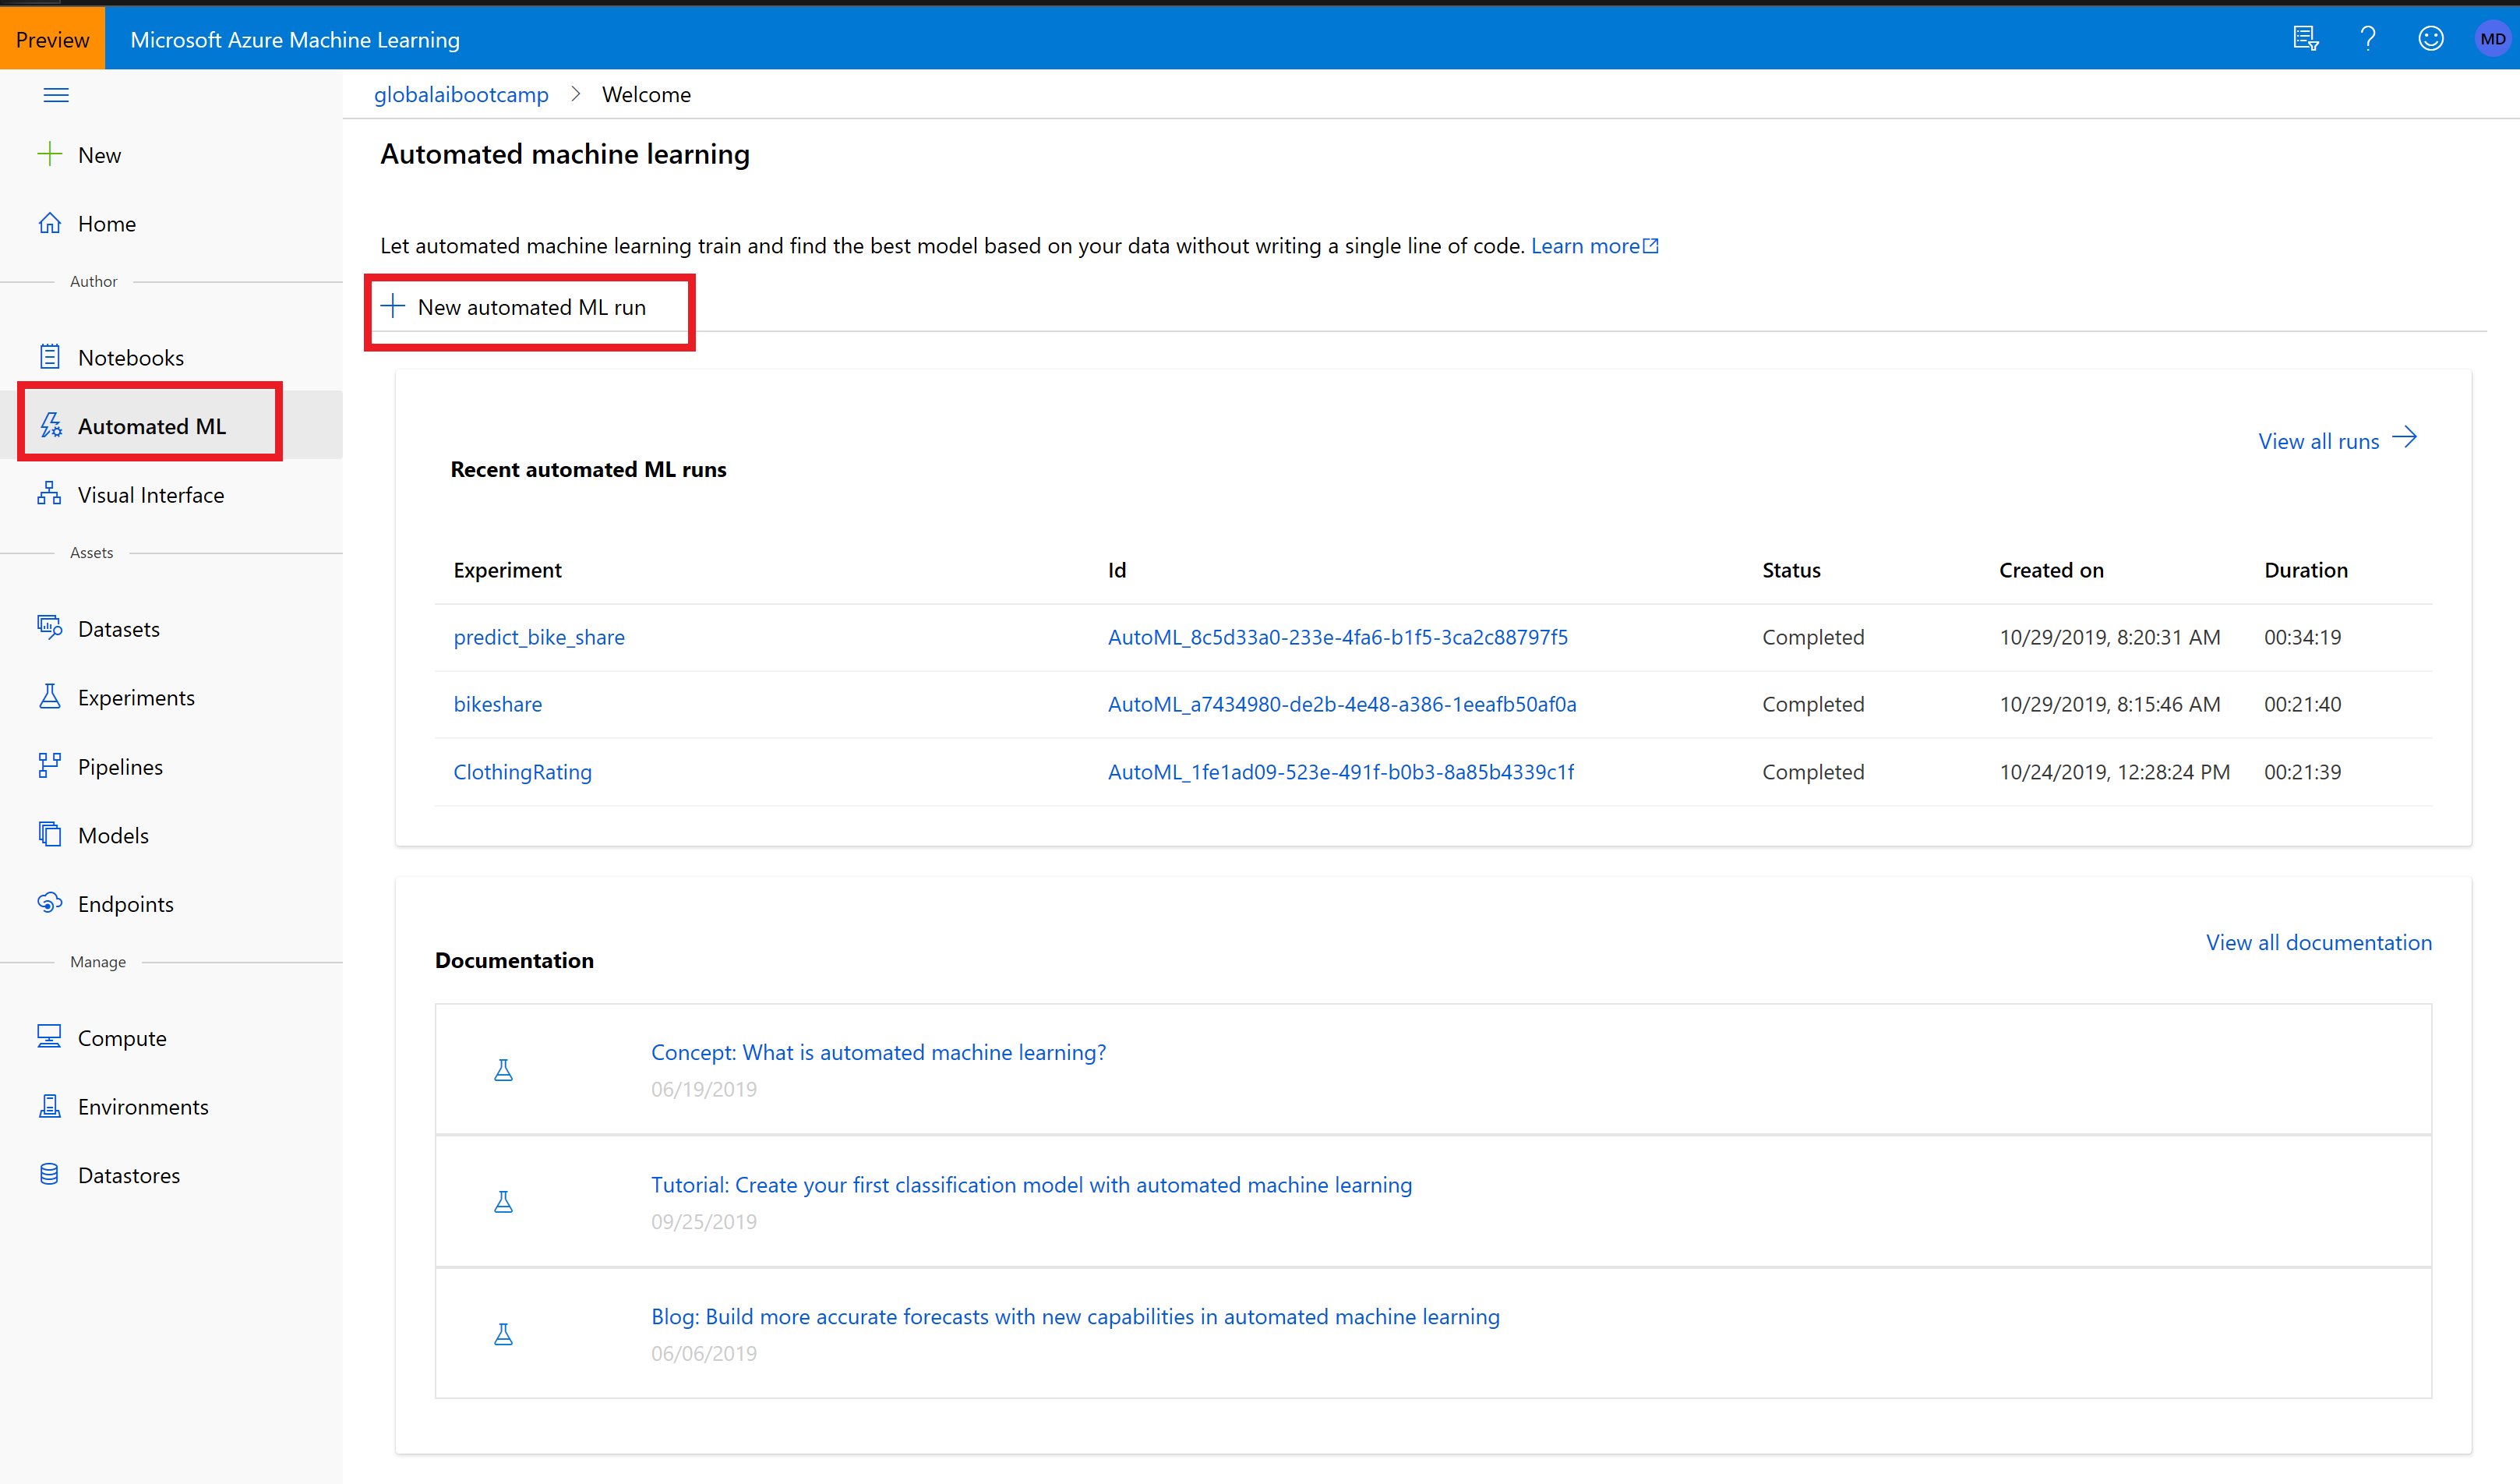 Preview
Microsoft Azure Machine Learning
MD
New
Home
Author
Notebooks
Automated ML
Visual Interface
Assets
Datasets
Experiments
Pipelines
Models
Endpoints
Manage
Compute
Environments
Datastores
globalaibootcamp > Welcome
Automated machine learning
Let automated machine learning train and find the best model based on your data without writing a single line of code. Learn more
New automated ML run
View all runs
Recent automated ML runs
Experiment Id Status Created on Duration
predict_bike_share AutoML_8c5d33a0-233e-4fa6-b1f5-3ca2c88797f5 Completed 10/29/2019, 8:20:31 AM 00:34:19
bikeshare AutoML_a7434980-de2b-4e48-a386-1eeafb50af0a Completed 10/29/2019, 8:15:46 AM 00:21:40
ClothingRating AutoML_1fe1ad09-523e-491f-b0b3-8a85b4339c1f Completed 10/24/2019, 12:28:24 PM 00:21:39
View all documentation
Documentation
Concept: What is automated machine learning?
06/19/2019
Tutorial: Create your first classification model with automated machine learning
09/25/2019
Blog: Build more accurate forecasts with new capabilities in automated machine learning
06/06/2019